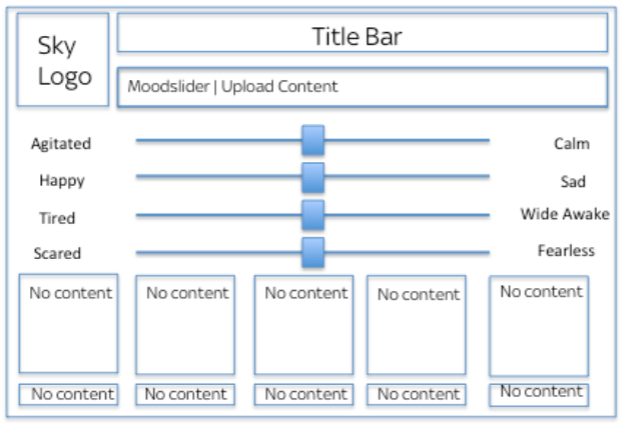 Sky
Logo
Title Bar
Moodslider | Upload Content
Agitated Calm
Happy Sad
Tired Wide Awake
Scared Fearless
No content No content No content No content No content
No content No content No content No content No content